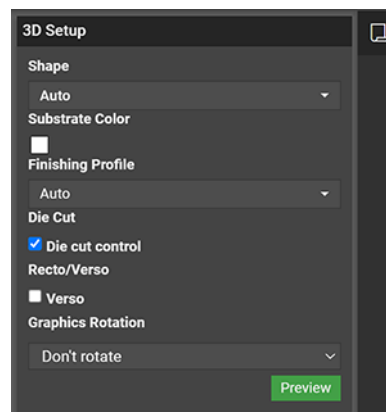 3D Setup
Shape
Auto
Substrate Color
Finishing Profile
Auto
Die Cut
Die cut control
Recto/Verso
Verso
Graphics Rotation
Don't rotate
Preview